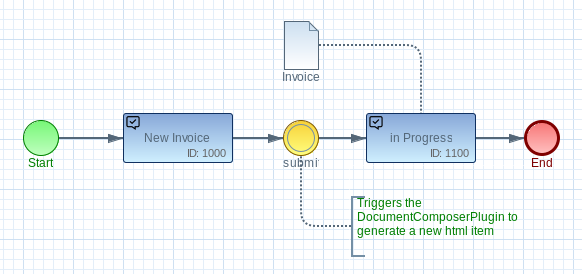 Invoice
New Invoice
ID: 1000
in Progress
ID: 1100
Start
submi
End
Triggers the
DocumentComposerPlugin to
generate a new html item